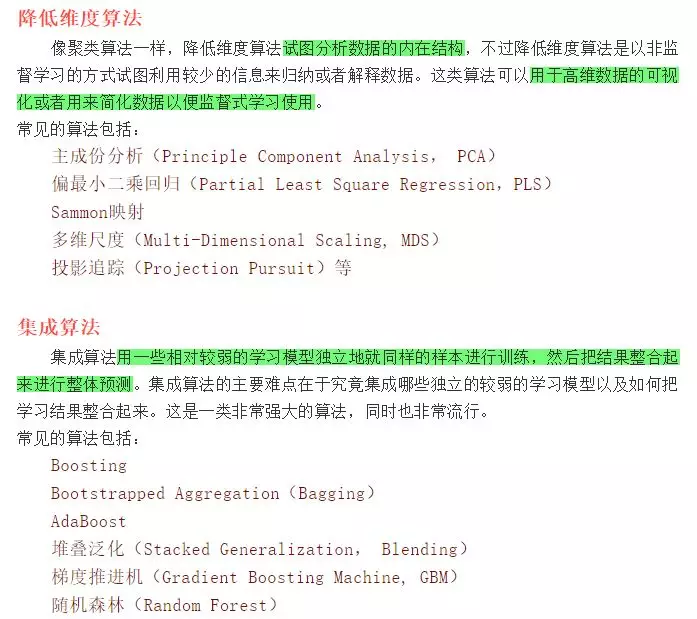 降低维度算法
像聚类算法一样，降低维度算法试图分析数据的内在结构，不过降低维度算法是以非监
督学习的方式试图利用较少的信息来归纳或者解释数据。这类算法可以用于高维数据的可视
化或者用来简化数据以便监督式学习使用。
常见的算法包括：
主成份分析（Principle Component Analysis， PCA）
偏最小二乘回归（Partial Least Square Regression，PLS）
Sammon映射
多维尺度（Multi-Dimensional Scaling, MDS）
投影追踪（Projection Pursuit）等
集成算法
集成算法用一些相对较弱的学习模型独立地就同样的样本进行训练，然后把结果整合起
来进行整体预测。集成算法的主要难点在于究竟集成哪些独立的较弱的学习模型以及如何把
学习结果整合起来。这是一类非常强大的算法，同时也非常流行。
常见的算法包括：
Boosting
Bootstrapped Aggregation（Bagging）
AdaBoost
堆叠泛化（Stacked Generalization， Blending）
梯度推进机（Gradient Boosting Machine, GBM）
随机森林（Random Forest）